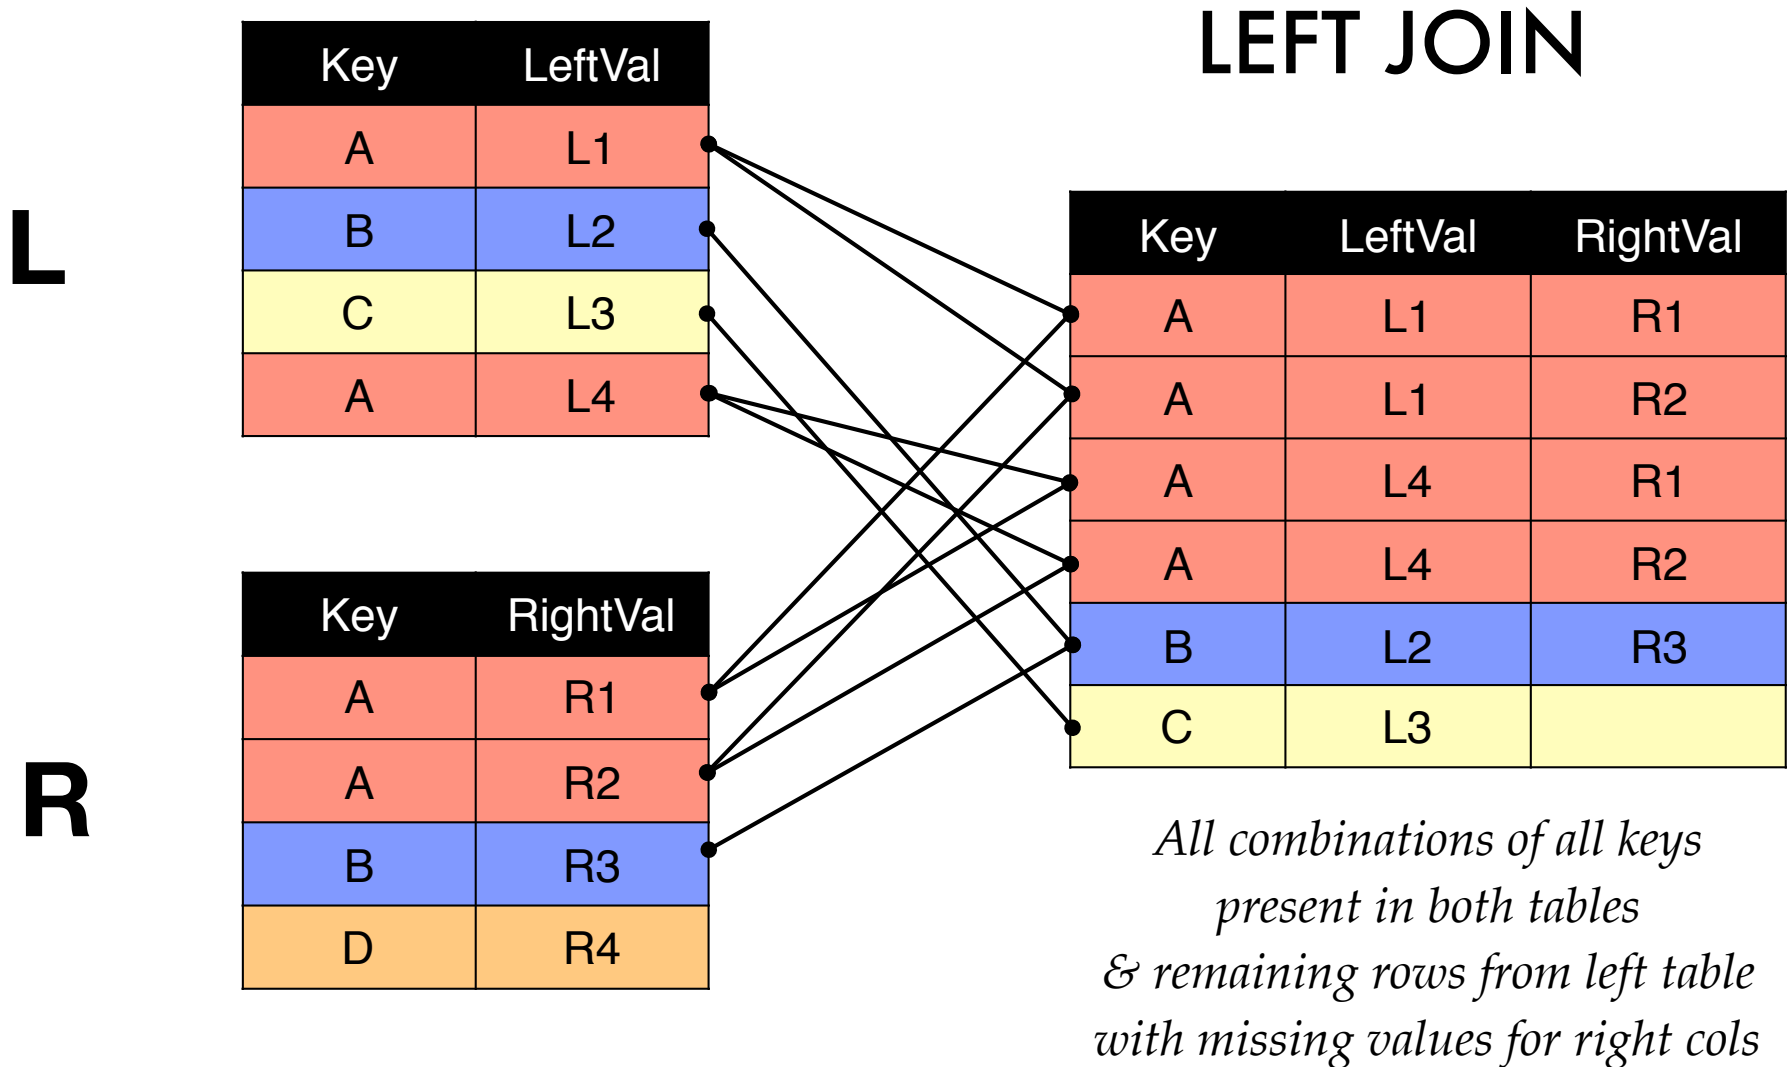 LEFT JOIN
L
Key LeftVal
A L1
B L2
C L3
A L4
R
Key RightVal
A R1
A R2
B R3
D R4
Key LeftVal RightVal
A L1 R1
A L1 R2
A L4 R1
A L4 R2
B L2 R3
C L3
All combinations of all keys
present in both tables
& remaining rows from left table
with missing values for right cols